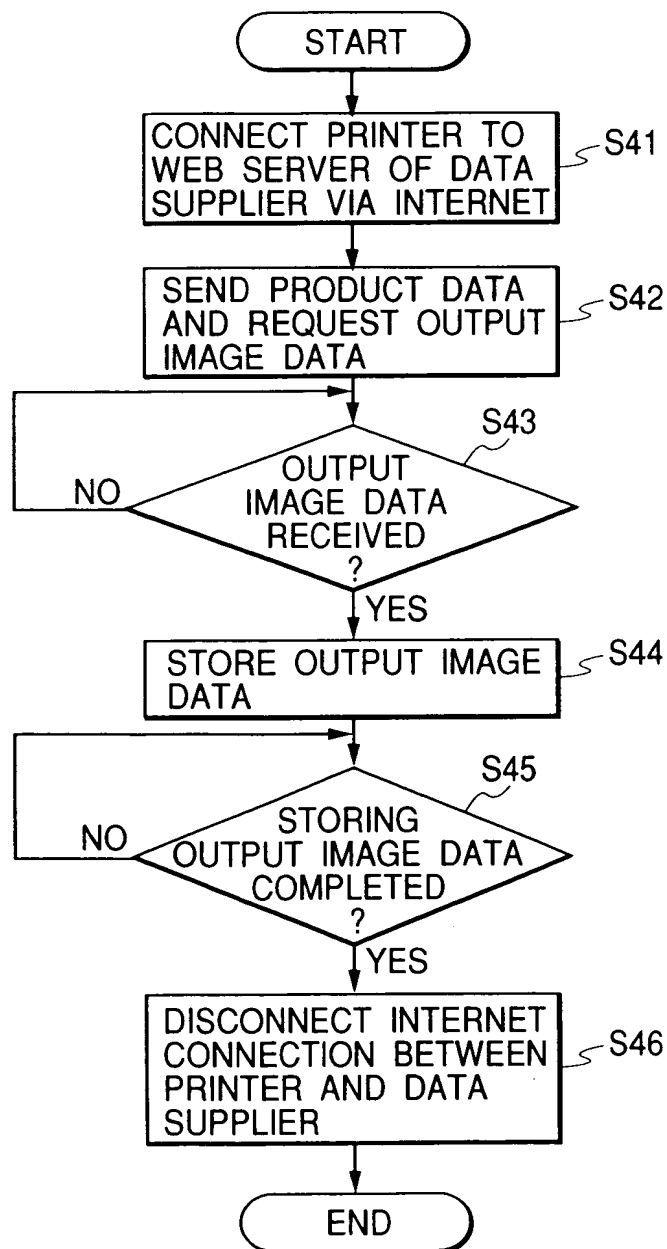 START
CONNECT PRINTER TO
WEB SERVER OF DATA
SUPPLIER VIA INTERNET
S41
SEND PRODUCT DATA
AND REQUEST OUTPUT
IMAGE DATA
S42
S43
OUTPUT
IMAGE DATA
RECEIVED
?
NO
YES
STORE OUTPUT IMAGE
DATA
S44
S45
STORING
OUTPUT IMAGE DATA
COMPLETED
?
NO
YES
DISCONNECT INTERNET
CONNECTION BETWEEN
PRINTER AND DATA
SUPPLIER
S46
END